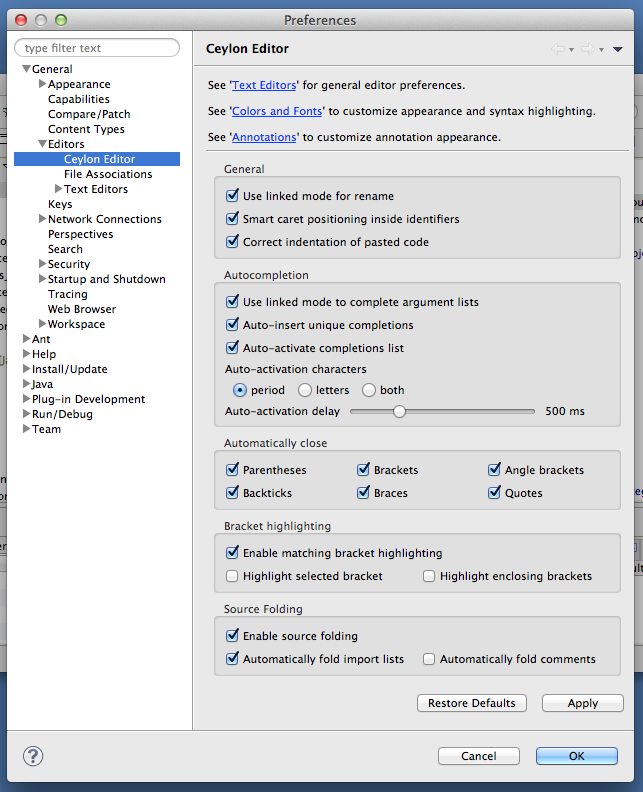 Preferences
type filter text
General
Appearance
Capabilities
Compare/Patch
Content Types
Editors
Ceylon Editor
File Associations
Text Editors
Keys
Network Connections
Perspectives
Search
Security
Startup and Shutdown
Tracing
Web Browser
Workspace
Ant
Help
Install/Update
Java
Plug-in Development
Run/Debug
Team
Ceylon Editor
See 'Text Editors' for general editor preferences.
See 'Colors and Fonts' to customize appearance and syntax highlighting.
See 'Annotations' to customize annotation appearance.
General
Use linked mode for rename
Smart caret positioning inside identifiers
Correct indentation of pasted code
Autocompletion
Use linked mode to complete argument lists
Auto-insert unique completions
Auto-activate completions list
Auto-activation characters
period letters both
Auto-activation delay 500 ms
Automatically close
Parentheses Brackets Angle brackets
Backticks Braces Quotes
Bracket highlighting
Enable matching bracket highlighting
Highlight selected bracket Highlight enclosing brackets
Source Folding
Enable source folding
Automatically fold import lists Automatically fold comments
Restore Defaults Apply
? Cancel OK